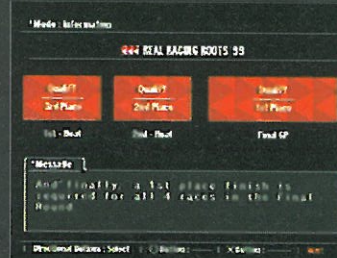 Mode : Information
REAL RACING ROOTS 99
Qualify Qualify Qualify
3rd Place 2nd Place 1st Place
1st - Heat 2nd - Heat Final GP
Message
And finally, a 1st place finish is
required for all 4 races in the Final
Round.
Directional Buttons : Select Button : × Button :